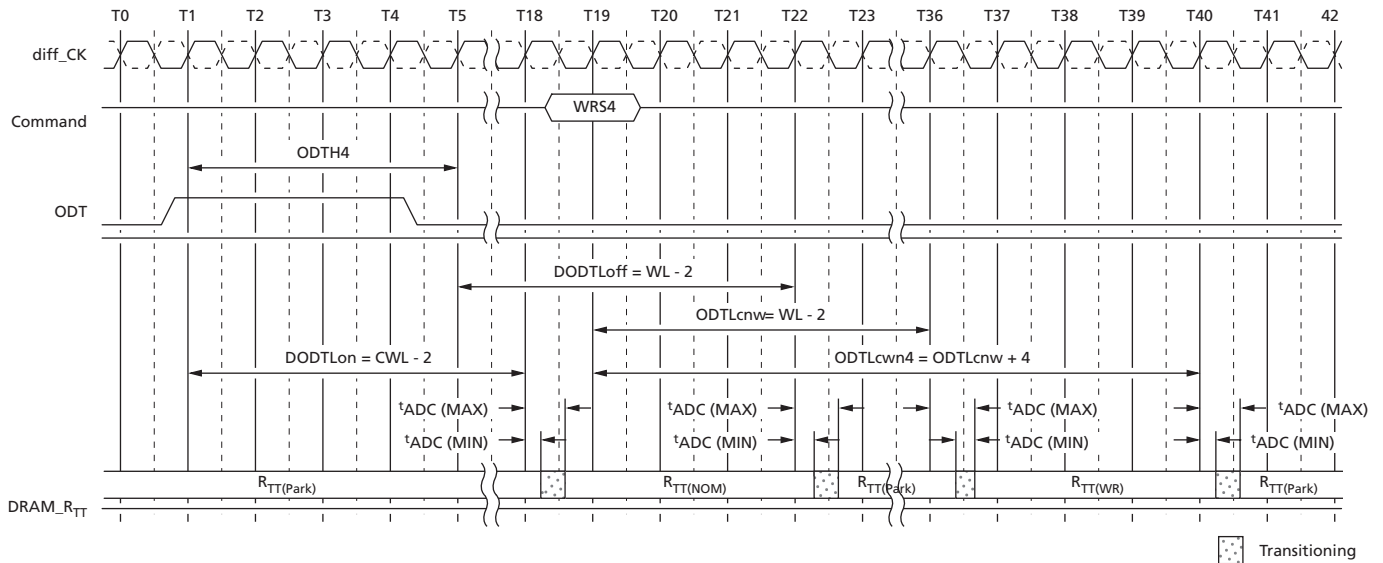 T0 T1 T2 T3 T4 T5 T18 T19 T20 T21 T22 T23 T36 T37 T38 T39 T40 T41 42
diff_CK
WRS4
Command
ODTH4
ODT
DODTLoff = WL - 2
ODTLcnw= WL - 2
DODTLon = CWL - 2 ODTLcwn4 = ODTLcnw + 4
tADC (MAX) tADC (MAX) tADC (MAX) tADC (MAX)
tADC (MIN) tADC (MIN) tADC (MIN) tADC (MIN)
RTT(Park) RTT(NOM) RTT(Park) RTT(WR) RTT(Park)
DRAM_RTT
Transitioning